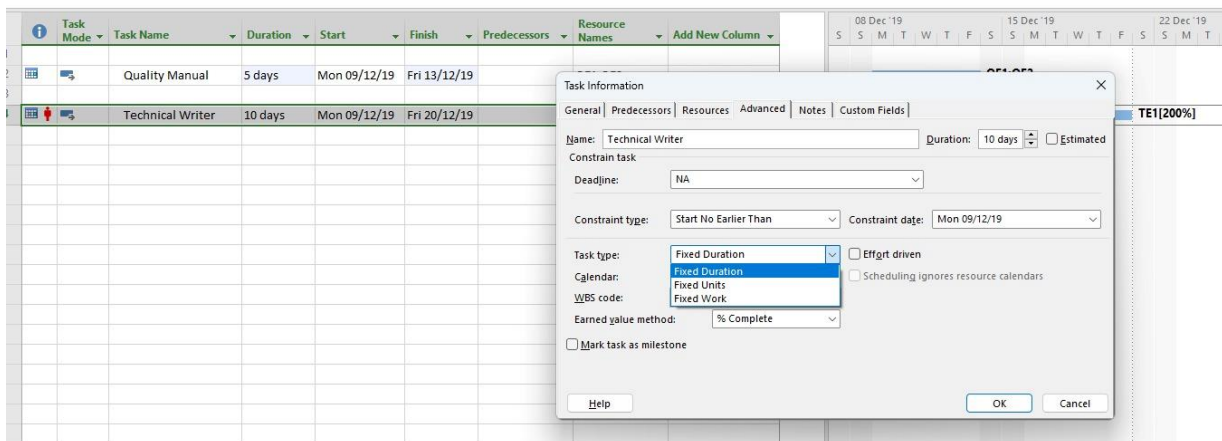 08 Dec '19 15 Dec '19 22 Dec '19
Task Mode Task Name Duration Start Finish Predecessors Resource Names Add New Column S S M T W T F S S M T W T F S S M T
Quality Manual 5 days Mon 09/12/19 Fri 13/12/19
Technical Writer 10 days Mon 09/12/19 Fri 20/12/19 TE1[200%]
Task Information
General Predecessors Resources Advanced Notes Custom Fields
Name: Technical Writer Duration: 10 days Estimated
Constrain task
Deadline: NA
Constraint type: Start No Earlier Than Constraint date: Mon 09/12/19
Task type: Fixed Duration Effort driven
Fixed Duration
Calendar: Scheduling ignores resource calendars
Fixed Units
WBS code: Fixed Work
Earned value method: % Complete
Mark task as milestone
Help OK Cancel